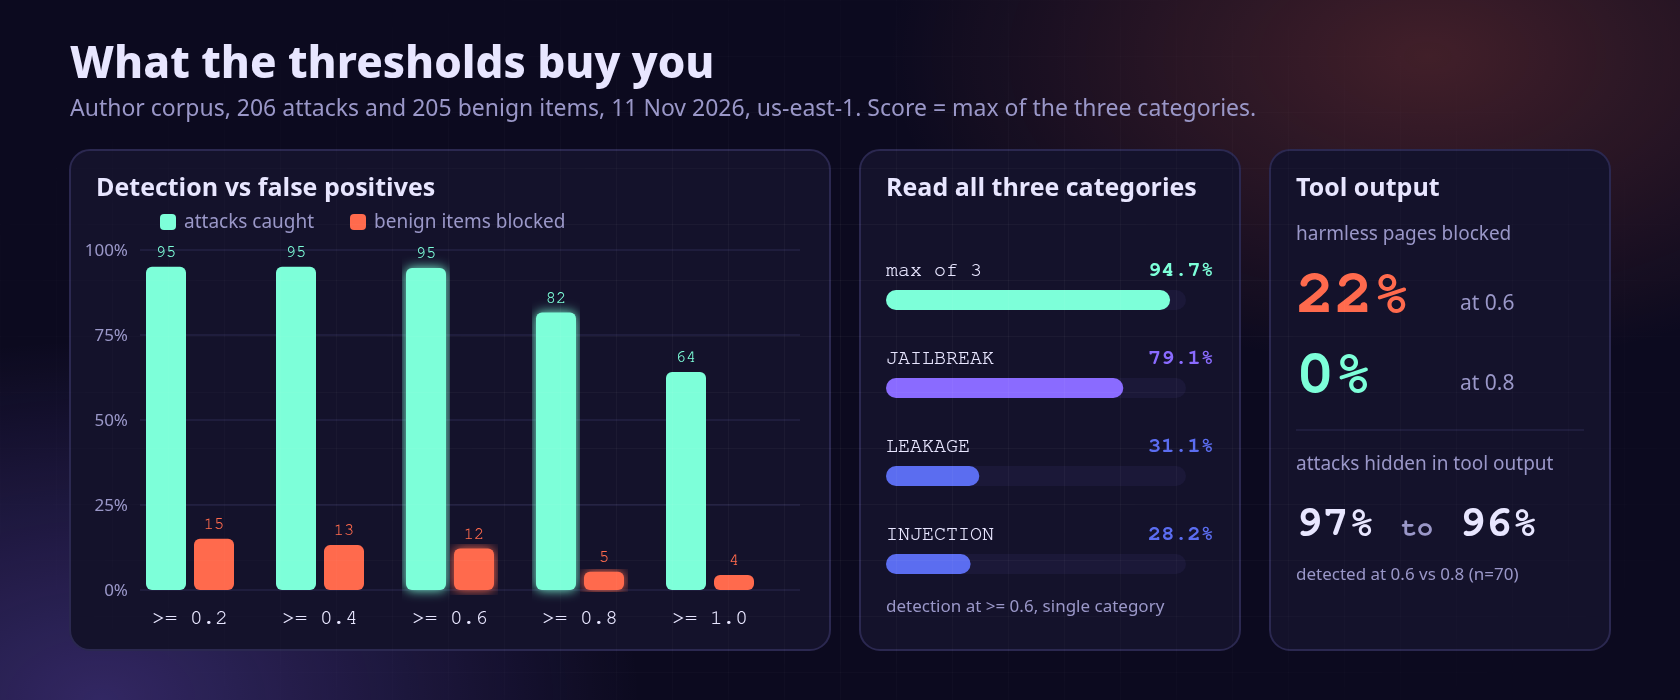 What the thresholds buy you
Author corpus, 206 attacks and 205 benign items, 11 Nov 2026, us-east-1. Score = max of the three categories.
Detection vs false positives
attacks caught benign items blocked
100%
75%
50%
25%
0%
95 95 95 82 64
15 13 12 5 4
>= 0.2 >= 0.4 >= 0.6 >= 0.8 >= 1.0
Read all three categories
max of 3 94.7%
JAILBREAK 79.1%
LEAKAGE 31.1%
INJECTION 28.2%
detection at >= 0.6, single category
Tool output
harmless pages blocked
22% at 0.6
0% at 0.8
attacks hidden in tool output
97% to 96%
detected at 0.6 vs 0.8 (n=70)